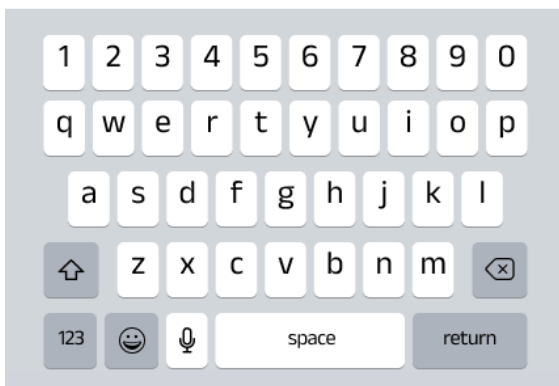 1 2 3 4 5 6 7 8 9 0
q w e r t y u i o p
a s d f g h j k l
z x c v b n m
123 space return